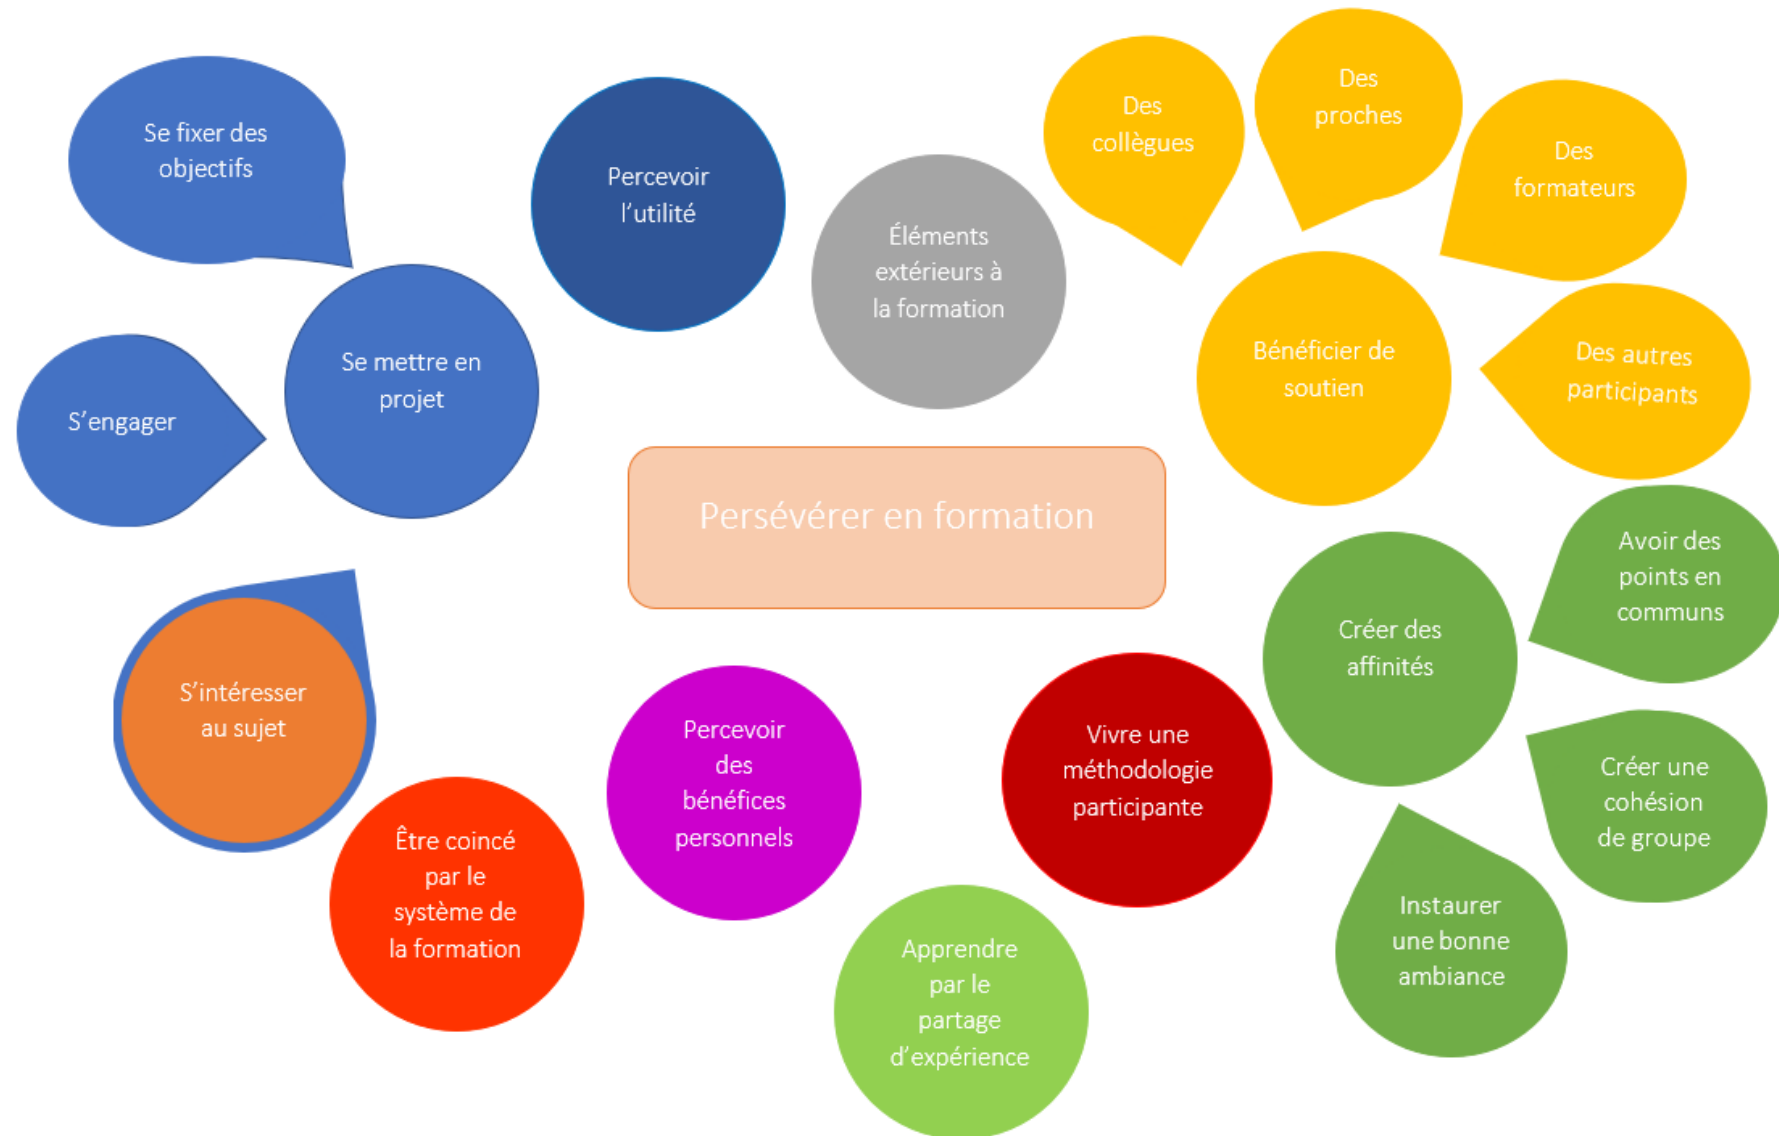 Se fixer des
objectifs
Percevoir
l'utilité
Éléments
extérieurs à
la formation
Des
collègues
Des
proches
Des
formateurs
Des autres
participants
Bénéficier de
soutien
Se mettre en
projet
S'engager
Persévérer en formation
Avoir des
points en
communs
Créer des
affinités
Créer une
cohésion
de groupe
Instaurer
une bonne
ambiance
S'intéresser
au sujet
Être coincé
par le
système de
la formation
Percevoir
des
bénéfices
personnels
Vivre une
méthodologie
participante
Apprendre
par le
partage
d'expérience